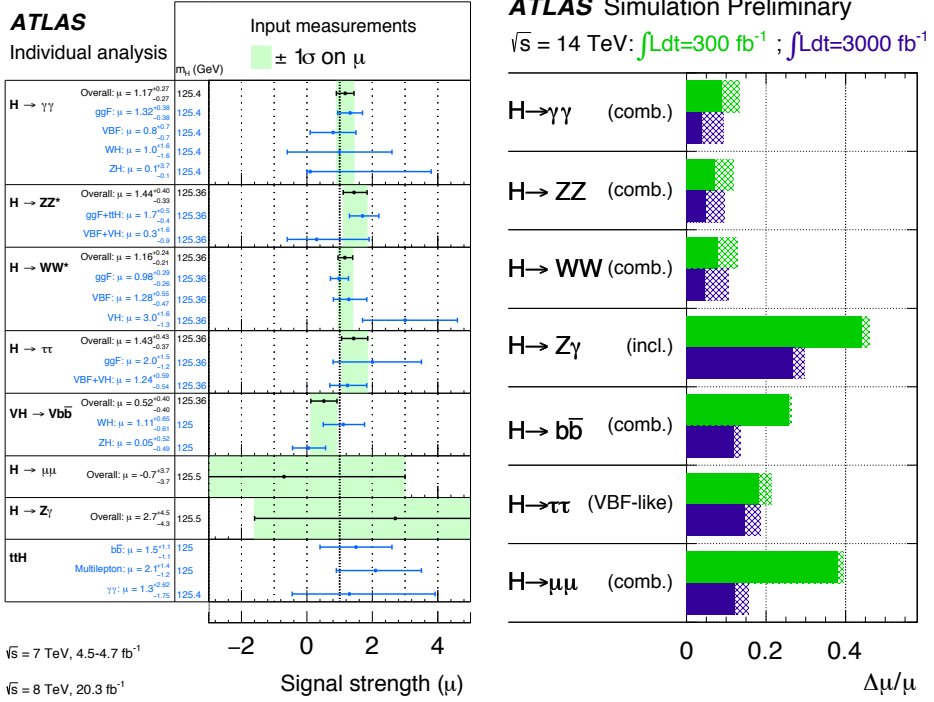 ATLAS
Individual analysis
Input measurements
± 1σ on μ
m_H (GeV)
H → γγ
Overall: μ = 1.17 +0.27 −0.27 125.4
ggF: μ = 1.32 +0.38 −0.38 125.4
VBF: μ = 0.8 +0.7 −0.7 125.4
WH: μ = 1.0 +1.6 −1.6 125.4
ZH: μ = 0.1 +3.7 −0.1 125.4
H → ZZ*
Overall: μ = 1.44 +0.40 −0.33 125.36
ggF+ttH: μ = 1.7 +0.5 −0.4 125.36
VBF+VH: μ = 0.3 +1.6 −0.9 125.36
H → WW*
Overall: μ = 1.16 +0.24 −0.21 125.36
ggF: μ = 0.98 +0.29 −0.26 125.36
VBF: μ = 1.28 +0.55 −0.47 125.36
VH: μ = 3.0 +1.6 −1.3 125.36
H → ττ
Overall: μ = 1.43 +0.43 −0.37 125.36
ggF: μ = 2.0 +1.5 −1.2 125.36
VBF+VH: μ = 1.24 +0.59 −0.54 125.36
VH → Vbb̅
Overall: μ = 0.52 +0.40 −0.40 125.36
WH: μ = 1.11 +0.65 −0.61 125
ZH: μ = 0.05 +0.52 −0.49 125
H → μμ
Overall: μ = -0.7 +3.7 −3.7 125.5
H → Zγ
Overall: μ = 2.7 +4.5 −4.3 125.5
ttH
bb̅: μ = 1.5 +1.1 −1.1 125
Multilepton: μ = 2.1 +1.4 −1.2 125
γγ: μ = 1.3 +2.62 −1.75 125.4
−2 0 2 4
Signal strength (μ)
√s = 7 TeV, 4.5-4.7 fb⁻¹
√s = 8 TeV, 20.3 fb⁻¹
ATLAS Simulation Preliminary
√s = 14 TeV: ∫Ldt=300 fb⁻¹ ; ∫Ldt=3000 fb⁻¹
H→γγ (comb.)
H→ ZZ (comb.)
H→ WW (comb.)
H→ Zγ (incl.)
H→ bb̅ (comb.)
H→ττ (VBF-like)
H→μμ (comb.)
0 0.2 0.4
Δμ/μ